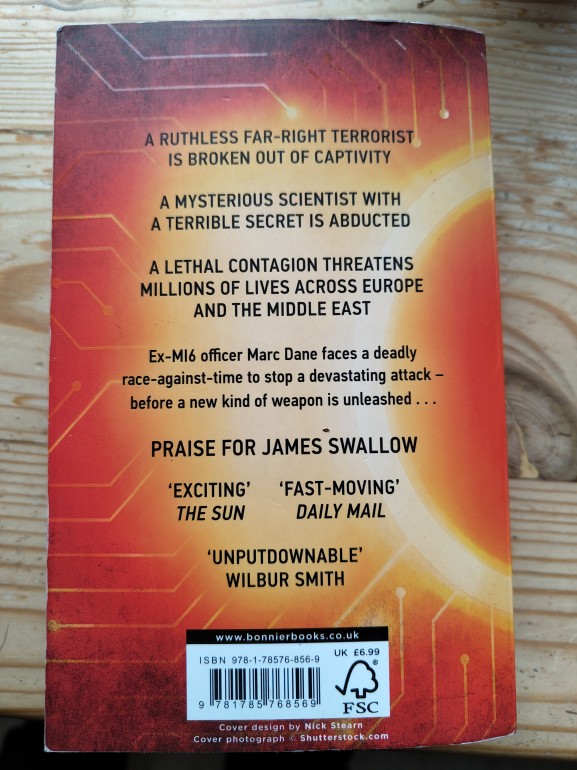 A RUTHLESS FAR-RIGHT TERRORIST
IS BROKEN OUT OF CAPTIVITY
A MYSTERIOUS SCIENTIST WITH
A TERRIBLE SECRET IS ABDUCTED
A LETHAL CONTAGION THREATENS
MILLIONS OF LIVES ACROSS EUROPE
AND THE MIDDLE EAST
Ex-MI6 officer Marc Dane faces a deadly
race-against-time to stop a devastating attack –
before a new kind of weapon is unleashed . . .
PRAISE FOR JAMES SWALLOW
‘EXCITING’ ‘FAST-MOVING’
THE SUN DAILY MAIL
‘UNPUTDOWNABLE’
WILBUR SMITH
www.bonnierbooks.co.uk
ISBN 978-1-78576-856-9 UK £6.99
9 781785 768569
® FSC
Cover design by Nick Stearn
Cover photograph © Shutterstock.com